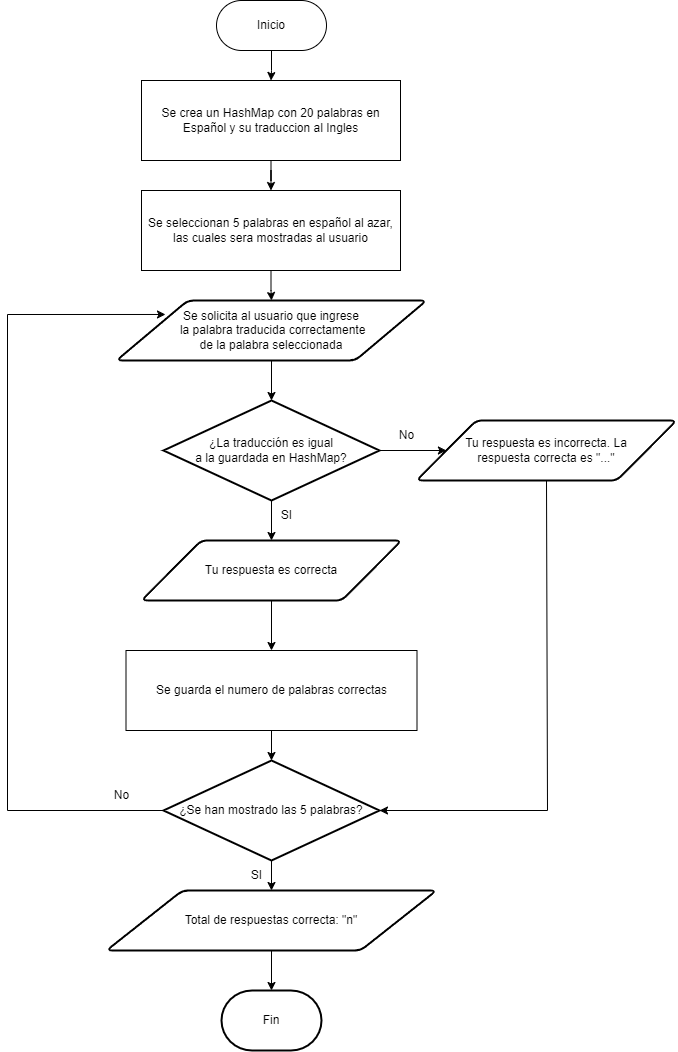 Inicio
Se crea un HashMap con 20 palabras en
Español y su traduccion al Ingles
Se seleccionan 5 palabras en español al azar,
las cuales sera mostradas al usuario
Se solicita al usuario que ingrese
la palabra traducida correctamente
de la palabra seleccionada
¿La traducción es igual
a la guardada en HashMap?
No
Tu respuesta es incorrecta. La
respuesta correcta es "..."
SI
Tu respuesta es correcta
Se guarda el numero de palabras correctas
No
¿Se han mostrado las 5 palabras?
SI
Total de respuestas correcta: "n"
Fin